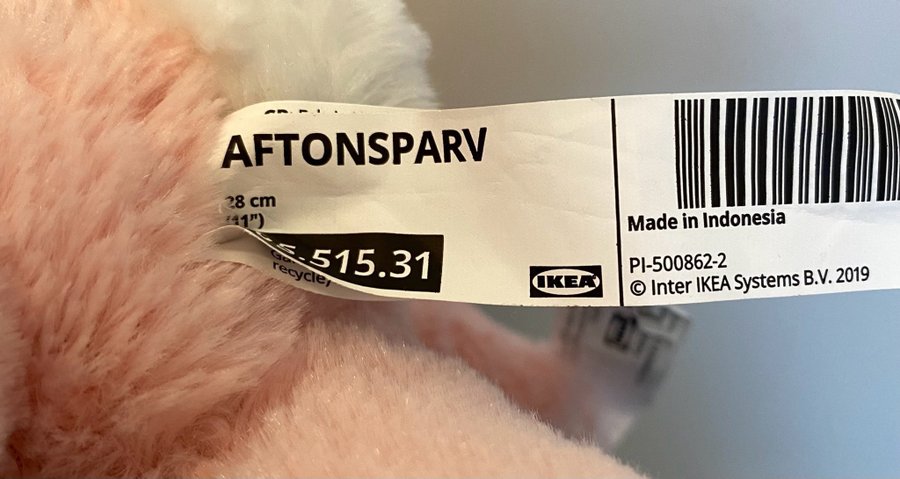 AFTONSPARV
28 cm
(11")
515.31
recycle,
IKEA
Made in Indonesia
PI-500862-2
© Inter IKEA Systems B.V. 2019